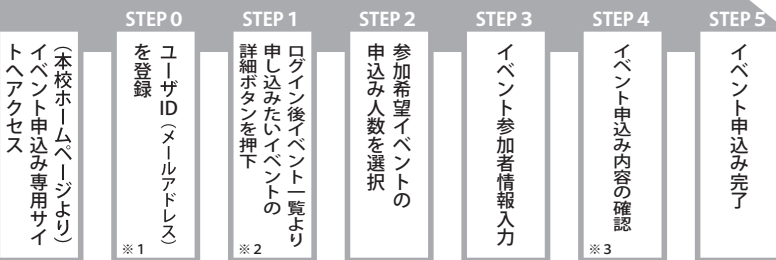 （本校ホームページより）
イベント申込み専用サイ
トへアクセス
STEP 0
ユーザID（メールアドレス）
を登録
※1
STEP 1
ログイン後イベント一覧より
申し込みたいイベントの
詳細ボタンを押下
※2
STEP 2
参加希望イベントの
申込み人数を選択
STEP 3
イベント参加者情報入力
STEP 4
イベント申込み内容の確認
※3
STEP 5
イベント申込み完了